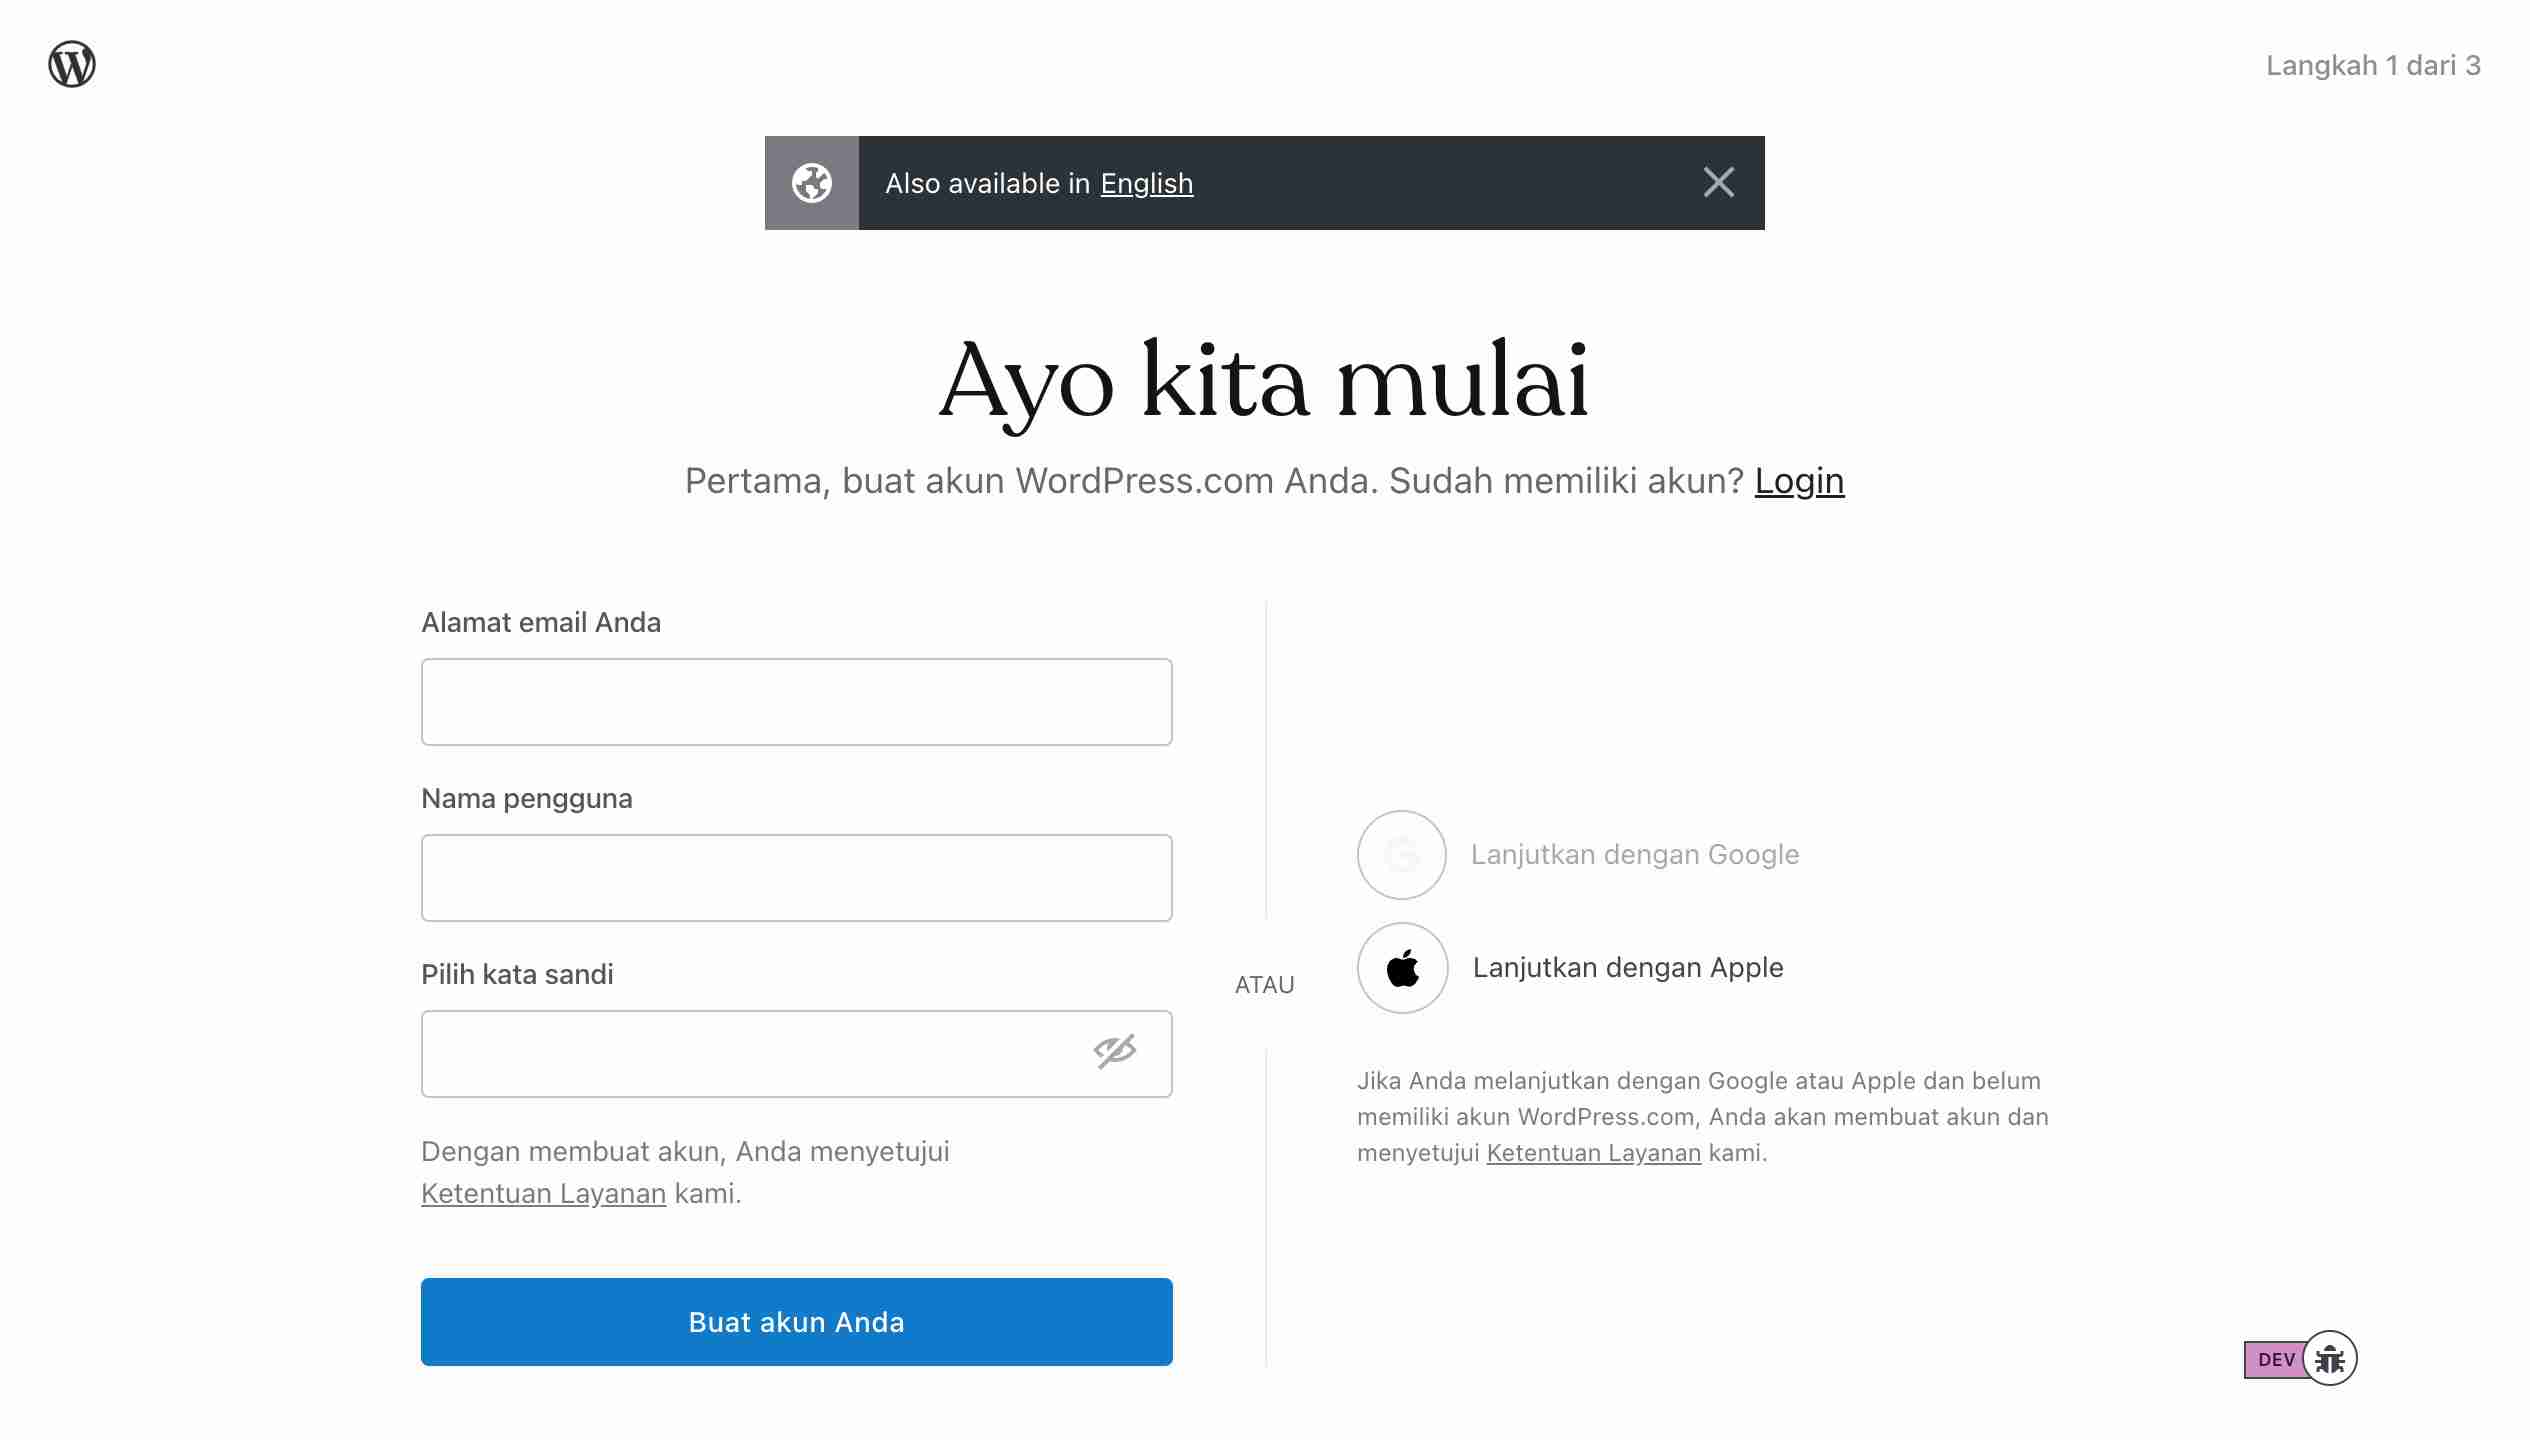 Langkah 1 dari 3
Also available in English
Ayo kita mulai
Pertama, buat akun WordPress.com Anda. Sudah memiliki akun? Login
Alamat email Anda
Nama pengguna
Pilih kata sandi
Dengan membuat akun, Anda menyetujui
Ketentuan Layanan kami.
Buat akun Anda
ATAU
Lanjutkan dengan Google
Lanjutkan dengan Apple
Jika Anda melanjutkan dengan Google atau Apple dan belum
memiliki akun WordPress.com, Anda akan membuat akun dan
menyetujui Ketentuan Layanan kami.
DEV